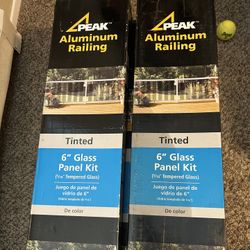 PEAK
Aluminum
Railing
Tinted
6" Glass
Panel Kit
(3/16" Tempered Glass)
Juego de panel de
vidrio de 6"
De color
PEAK
Aluminum
Railing
Tinted
6" Glass
Panel Kit
(3/16" Tempered Glass)
Juego de panel de
vidrio de 6"
De color